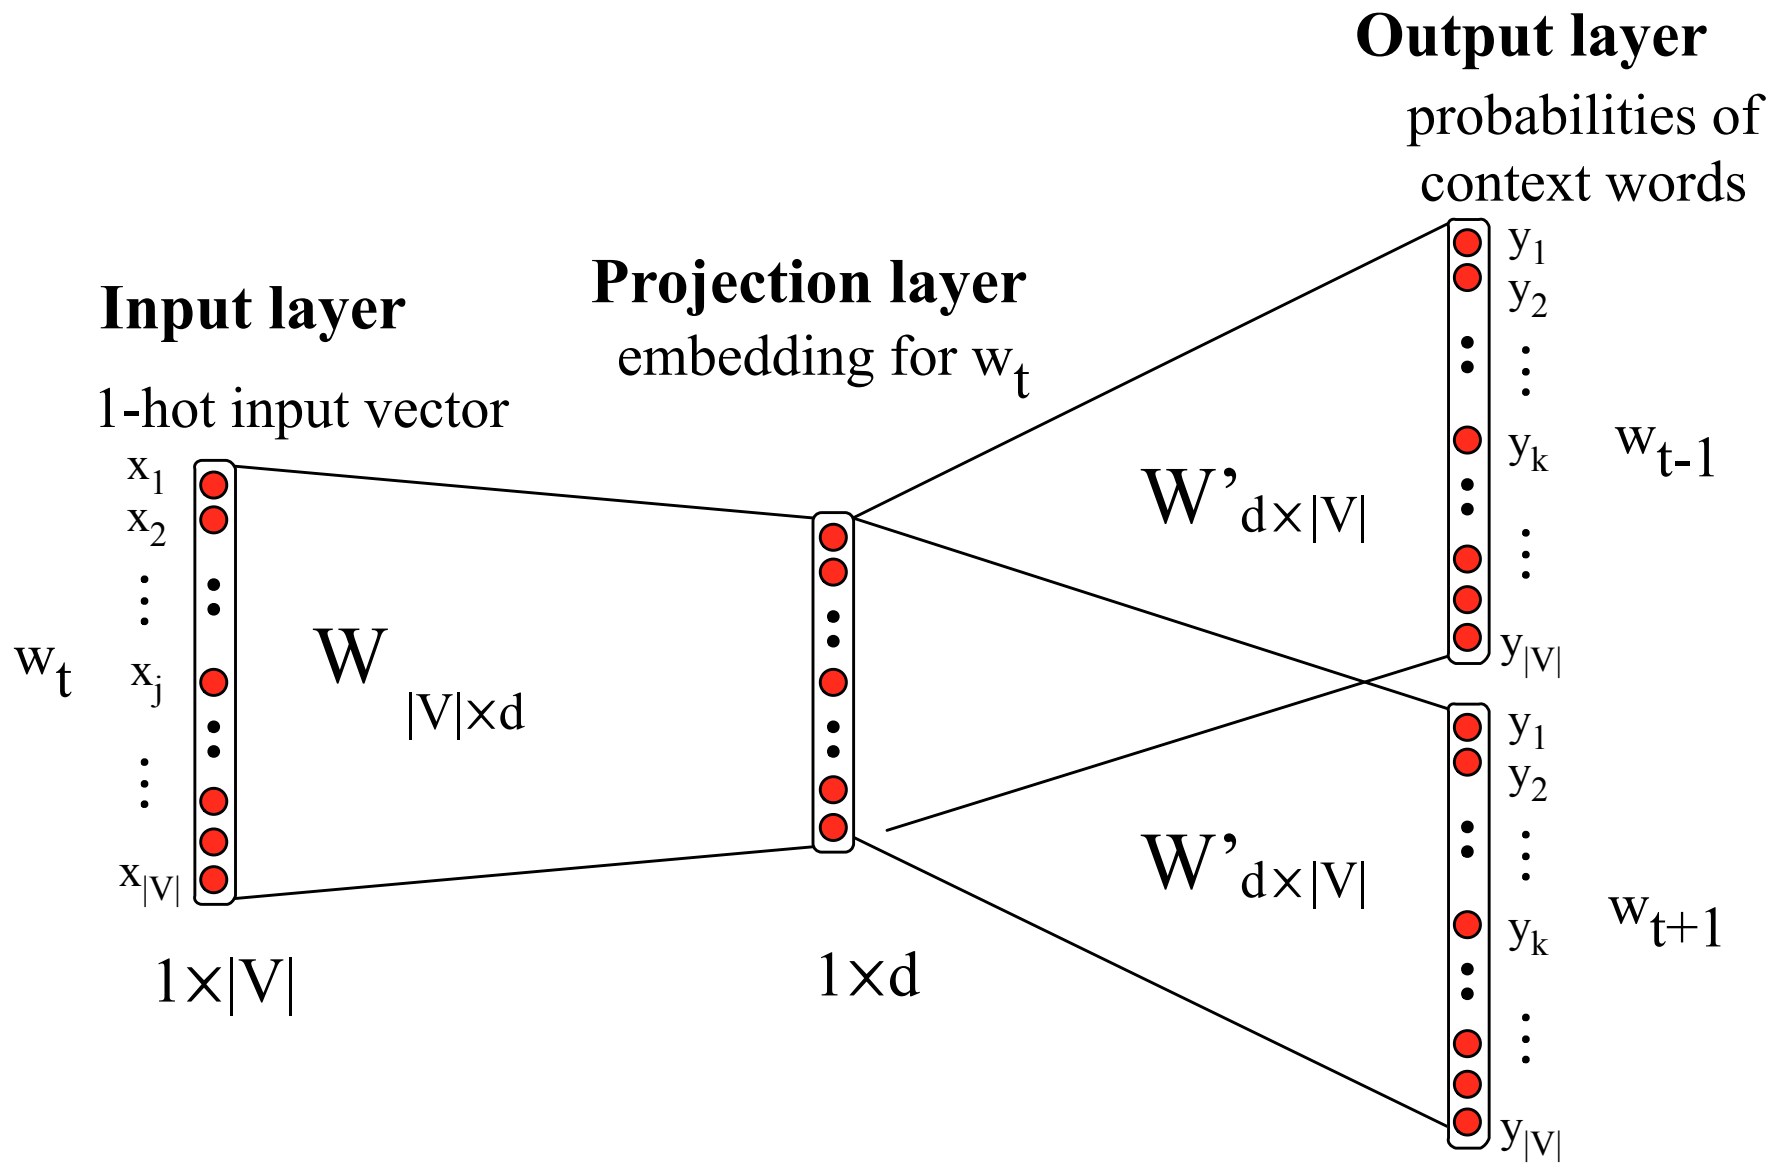 Output layer
probabilities of
context words
Input layer
1-hot input vector
Projection layer
embedding for wt
wt
x1
x2
xj
x|V|
1×|V|
W |V|×d
1×d
W’d×|V|
y1
y2
yk
y|V|
wt-1
W’d×|V|
y1
y2
yk
y|V|
wt+1